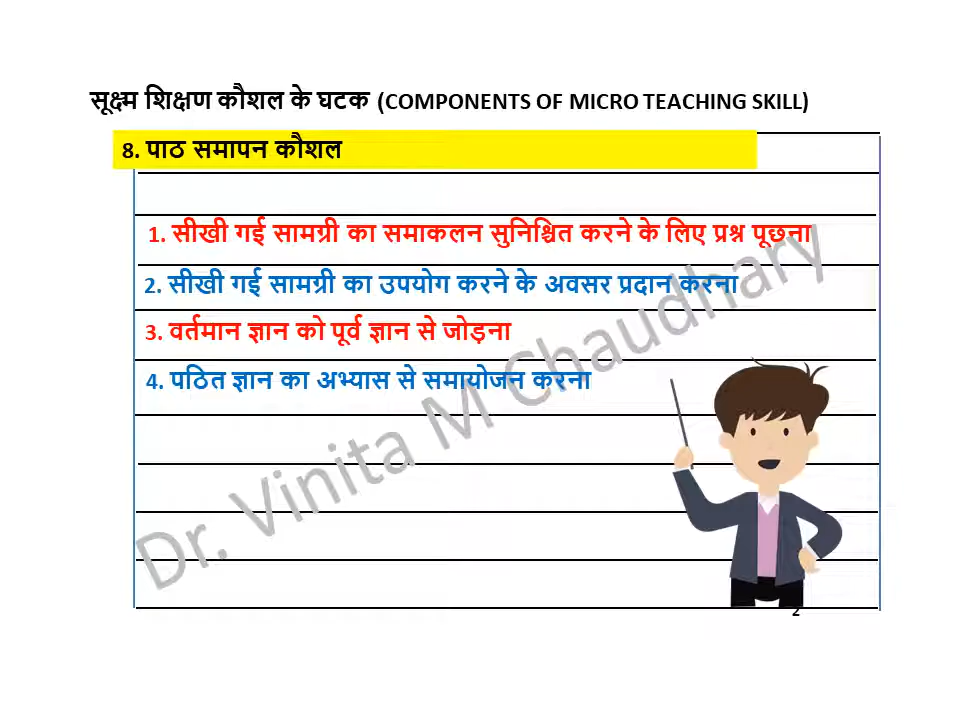 सूक्ष्म शिक्षण कौशल के घटक (COMPONENTS OF MICRO TEACHING SKILL)
8. पाठ समापन कौशल
1. सीखी गई सामग्री का समाकलन सुनिश्चित करने के लिए प्रश्न पूछना
2. सीखी गई सामग्री का उपयोग करने के अवसर प्रदान करना
3. वर्तमान ज्ञान को पूर्व ज्ञान से जोड़ना
4. पठित ज्ञान का अभ्यास से समायोजन करना
Dr. Vinita M Chaudhary
2